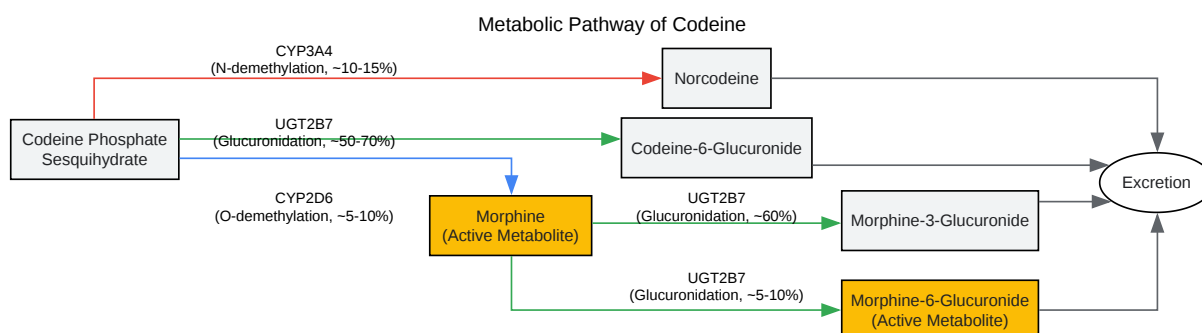 Metabolic Pathway of Codeine
CYP3A4
(N-demethylation, ~10-15%)
Norcodeine
Codeine Phosphate
Sesquihydrate
UGT2B7
(Glucuronidation, ~50-70%)
Codeine-6-Glucuronide
Excretion
CYP2D6
(O-demethylation, ~5-10%)
Morphine
(Active Metabolite)
UGT2B7
(Glucuronidation, ~60%)
Morphine-3-Glucuronide
UGT2B7
(Glucuronidation, ~5-10%)
Morphine-6-Glucuronide
(Active Metabolite)